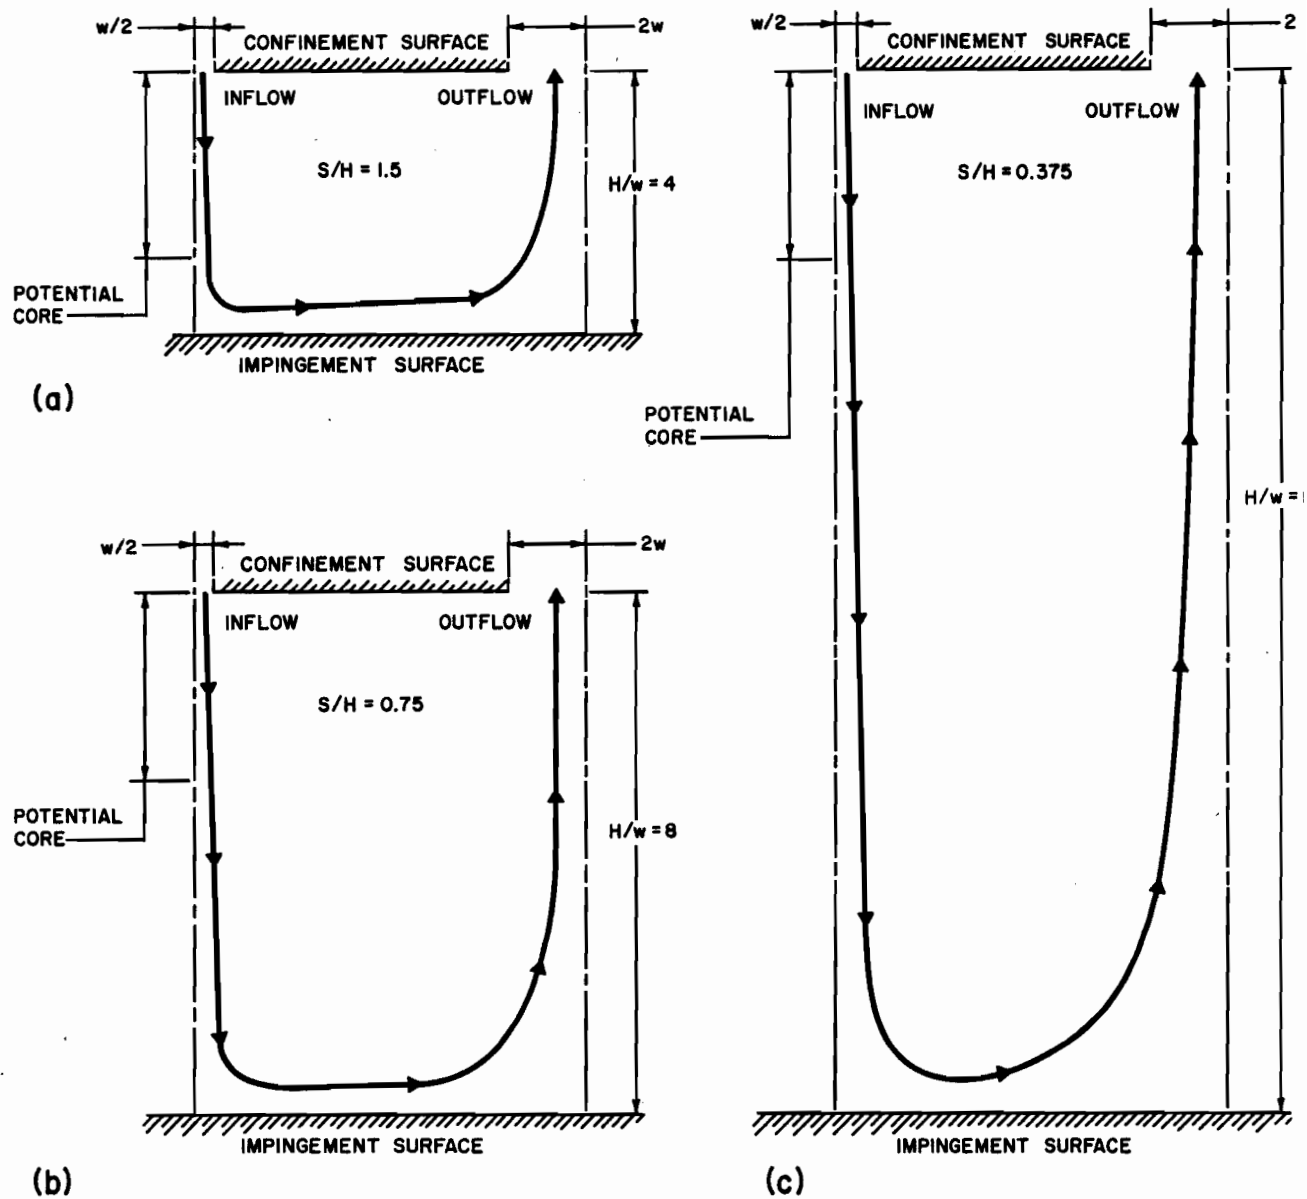 w/2
2w
CONFINEMENT SURFACE
INFLOW
OUTFLOW
S/H = 1.5
H/w = 4
POTENTIAL
CORE
IMPINGEMENT SURFACE
(a)
w/2
2w
CONFINEMENT SURFACE
INFLOW
OUTFLOW
S/H = 0.75
POTENTIAL
CORE
H/w = 8
IMPINGEMENT SURFACE
(b)
w/2
2
CONFINEMENT SURFACE
INFLOW
OUTFLOW
S/H = 0.375
POTENTIAL
CORE
H/w =
IMPINGEMENT SURFACE
(c)